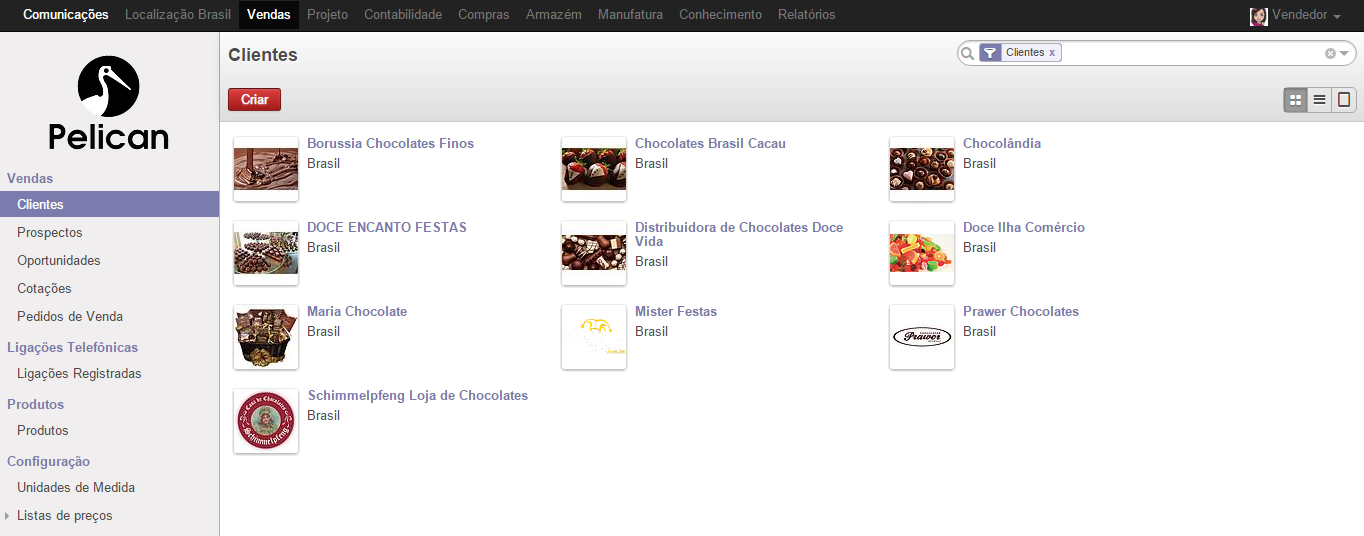 Comunicações Localização Brasil Vendas Projeto Contabilidade Compras Armazém Manufatura Conhecimento Relatórios Vendedor
Pelican
Vendas
Clientes
Prospectos
Oportunidades
Cotações
Pedidos de Venda
Ligações Telefónicas
Ligações Registradas
Produtos
Produtos
Configuração
Unidades de Medida
Listas de preços
Clientes
Clientes x
Criar
Borussia Chocolates Finos
Brasil
Chocolates Brasil Cacau
Brasil
Chocolândia
Brasil
DOCE ENCANTO FESTAS
Brasil
Distribuidora de Chocolates Doce
Vida
Brasil
Doce Ilha Comércio
Brasil
Maria Chocolate
Brasil
Mister Festas
Brasil
Prawer
Prawer Chocolates
Brasil
Casa de Chocolates
Schimmelpfeng
Schimmelpfeng Loja de Chocolates
Brasil